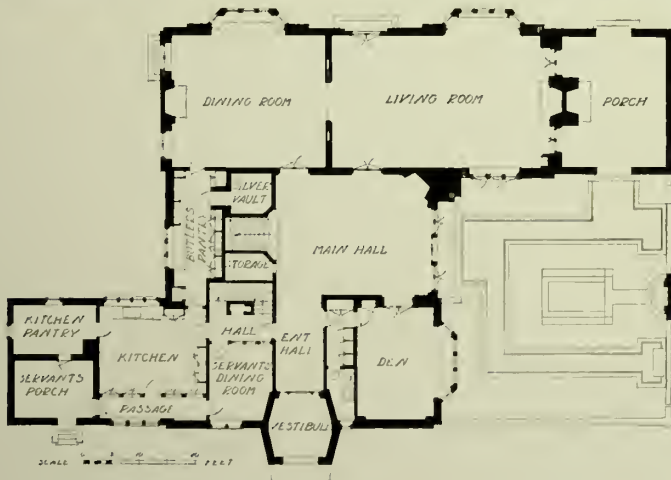 DINING ROOM
LIVING ROOM
PORCH
SILVER
VAULT
BUTLERS
PANTRY
MAIN HALL
STORAGE
KITCHEN
PANTRY
HALL
ENT
HALL
KITCHEN
DEN
SERVANTS
PORCH
SERVANTS
DINING
ROOM
PASSAGE
VESTIBULE
SCALE
FEET